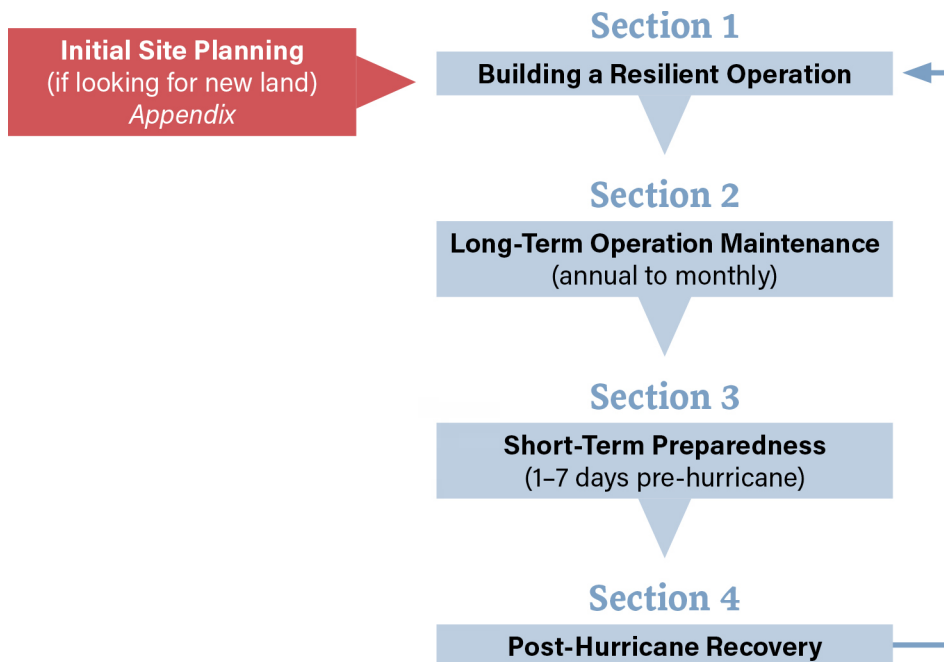 Initial Site Planning
(if looking for new land)
Appendix
Section 1
Building a Resilient Operation
Section 2
Long-Term Operation Maintenance
(annual to monthly)
Section 3
Short-Term Preparedness
(1–7 days pre-hurricane)
Section 4
Post-Hurricane Recovery